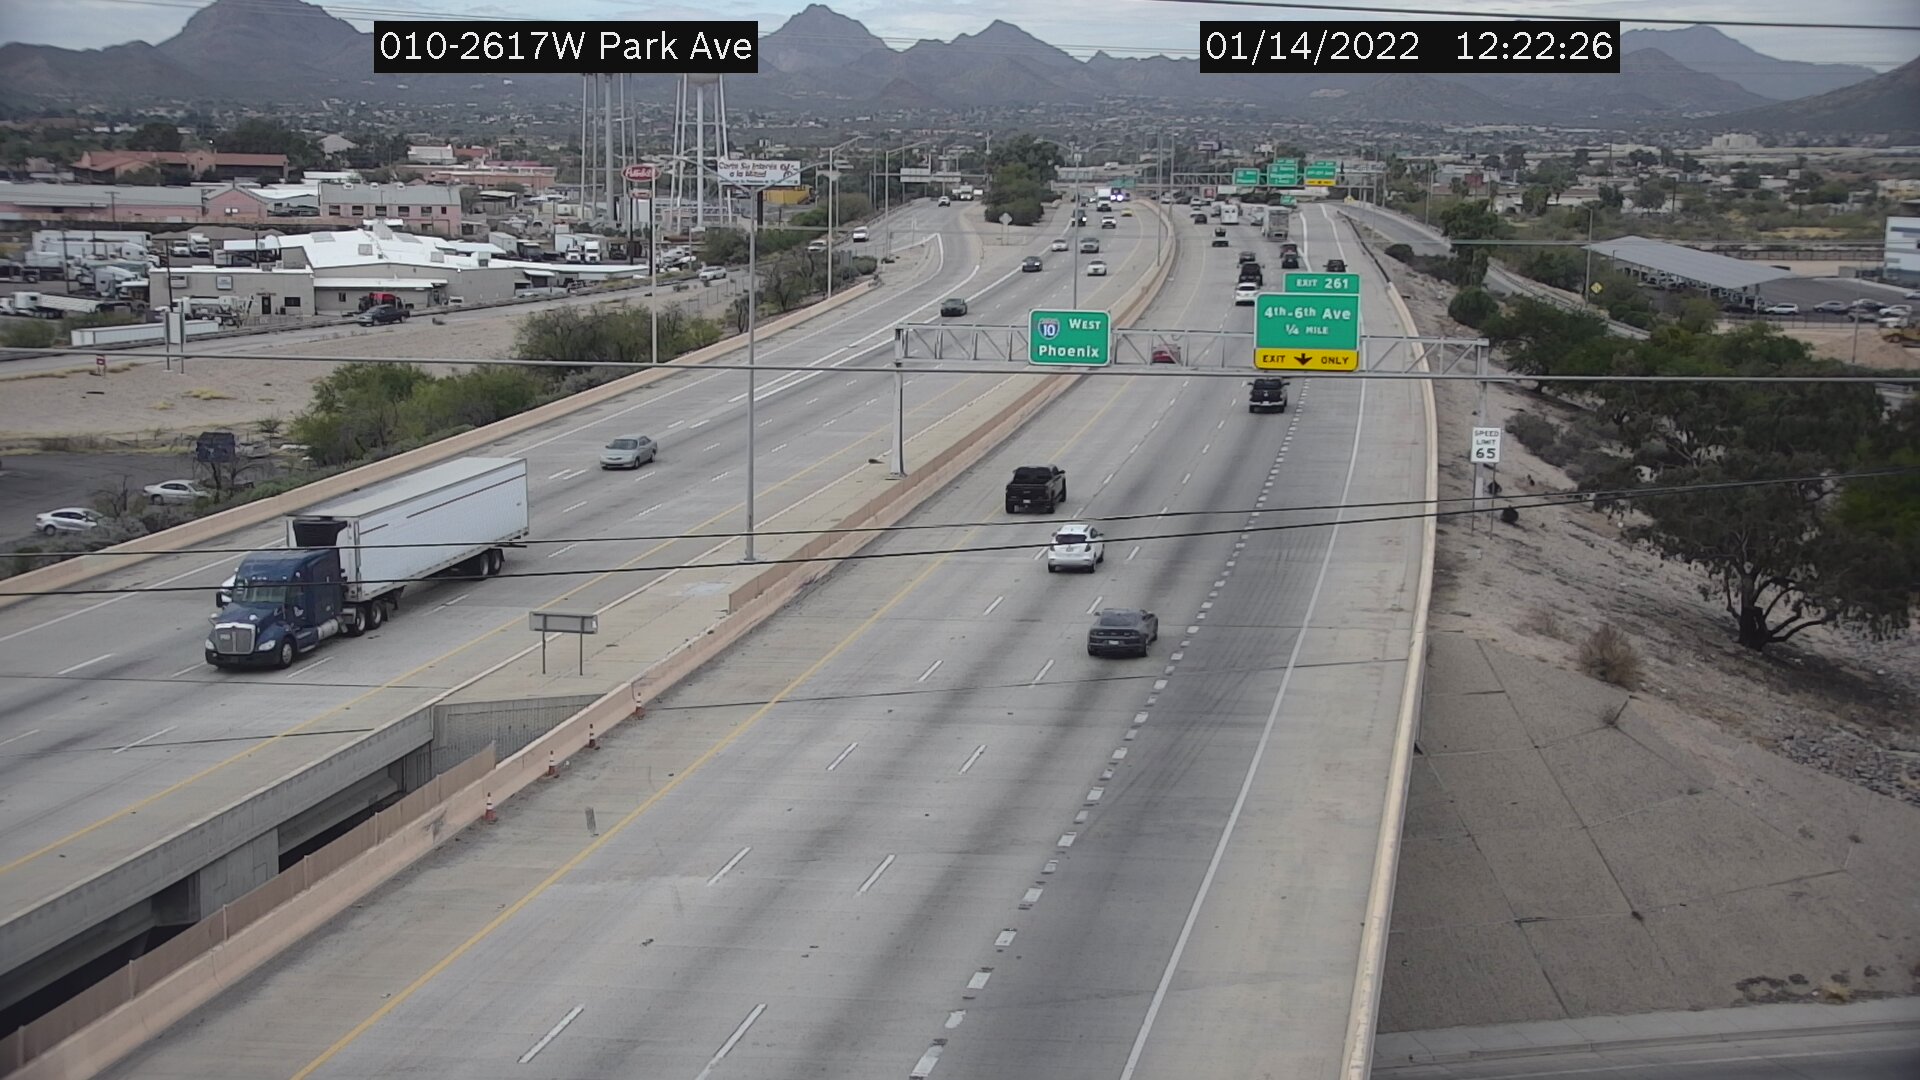 010-2617W Park Ave
01/14/2022 12:22:26
EXIT 261
4th-6th Ave
1/4 MILE
EXIT ONLY
10
WEST
Phoenix
SPEED
LIMIT
65